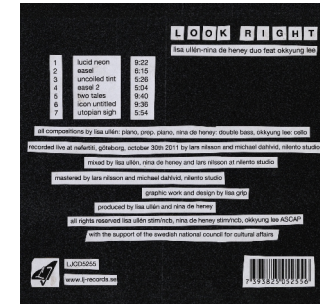 LOOK RIGHT
lisa ullén-nina de heney duo feat okkyung lee
1 lucid neon 9:22
2 easel 6:15
3 uncoiled tint 5:26
4 easel 2 5:04
5 two tales 9:40
6 icon untitled 9:36
7 utopian sigh 5:54
all compositions by lisa ullén: piano, prep. piano, nina de heney: double bass, okkyung lee: cello
recorded live at nefertiti, göteborg, october 30th 2011 by lars nilsson and michael dahlvid, nilento studio
mixed by lisa ullén, nina de heney and lars nilsson at nilento studio
mastered by lars nilsson and michael dahlvid, nilento studio
graphic work and design by lisa grip
produced by lisa ullén and nina de heney
all rights reserved lisa ullén stim/ncb, nina de heney stim/ncb, okkyung lee ASCAP
with the support of the swedish national council for cultural affairs
LJCD5255
www.lj-records.se
7 393825 052556